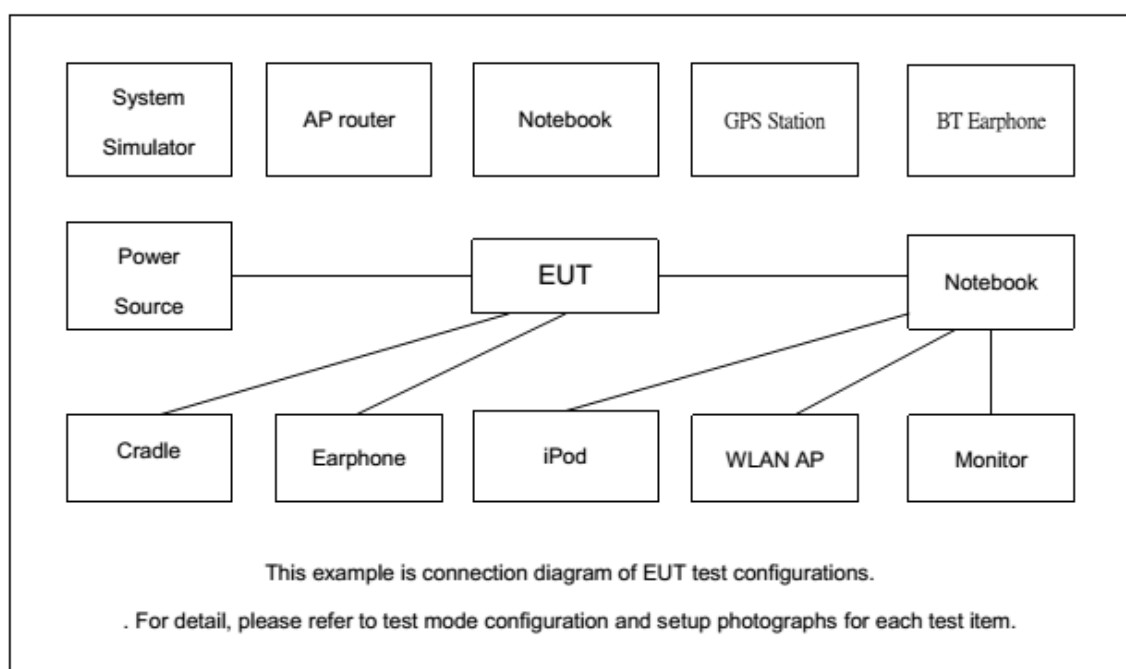 System
Simulator
AP router
Notebook
GPS Station
BT Earphone
Power
Source
EUT
Notebook
Cradle
Earphone
iPod
WLAN AP
Monitor
This example is connection diagram of EUT test configurations.
. For detail, please refer to test mode configuration and setup photographs for each test item.